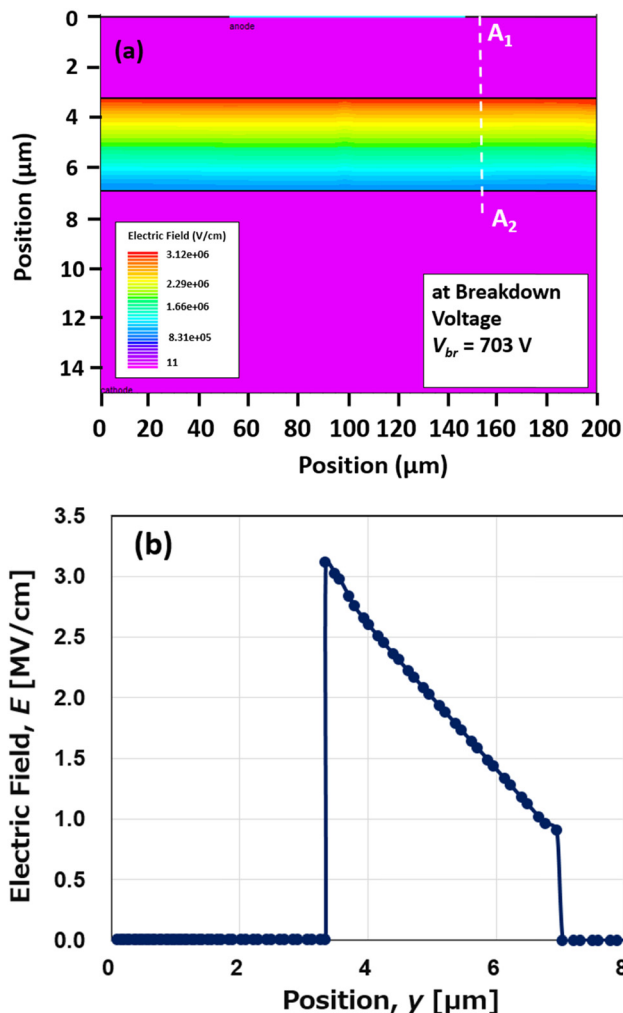 0
anode
A1
(a)
2
4
6
8
10
12
14
A2
Position (µm)
Electric Field (V/cm)
3.12e+06
2.29e+06
1.66e+06
8.31e+05
11
at Breakdown
Voltage
Vbr = 703 V
cathode
0 20 40 60 80 100 120 140 160 180 200
Position (µm)
(b)
3.5
3.0
2.5
2.0
1.5
1.0
0.5
0.0
Electric Field, E [MV/cm]
0 2 4 6 8
Position, y [µm]